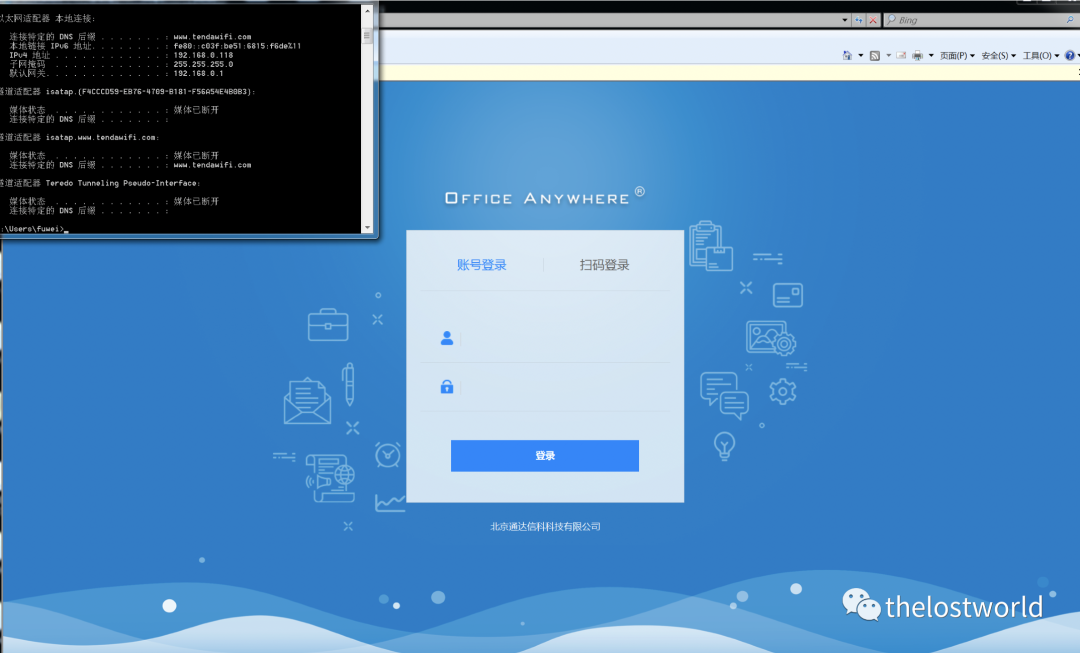 以太网适配器 本地连接:
连接特定的 DNS 后缀 . . . . . . . : www.tendawifi.com
本地链接 IPv6 地址. . . . . . . . : fe80::c03f:be51:6815:f6de%11
IPv4 地址 . . . . . . . . . . . . : 192.168.0.118
子网掩码 . . . . . . . . . . . . : 255.255.255.0
默认网关. . . . . . . . . . . . . : 192.168.0.1
隧道适配器 isatap.{F4CCCD59-EB76-4709-B181-F56A54E4B0B3}:
媒体状态 . . . . . . . . . . . . : 媒体已断开
连接特定的 DNS 后缀 . . . . . . . :
隧道适配器 isatap.www.tendawifi.com:
媒体状态 . . . . . . . . . . . . : 媒体已断开
连接特定的 DNS 后缀 . . . . . . . : www.tendawifi.com
隧道适配器 Teredo Tunneling Pseudo-Interface:
媒体状态 . . . . . . . . . . . . : 媒体已断开
连接特定的 DNS 后缀 . . . . . . . :
:\Users\fuwei>_
Bing
页面(P) 安全(S) 工具(O)
OFFICE ANYWHERE®
账号登录 扫码登录
登录
北京通达信科科技有限公司
thelostworld